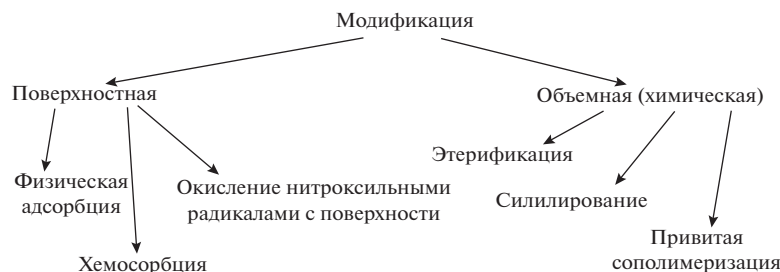 Модификация
Поверхностная
Объемная (химическая)
Физическая
адсорбция
Хемосорбция
Окисление нитроксильными
радикалами с поверхности
Этерификация
Силилирование
Привитая
сополимеризация